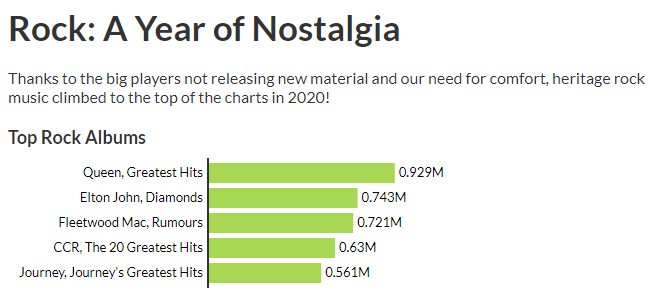 Rock: A Year of Nostalgia
Thanks to the big players not releasing new material and our need for comfort, heritage rock
music climbed to the top of the charts in 2020!
Top Rock Albums
Queen, Greatest Hits 0.929M
Elton John, Diamonds 0.743M
Fleetwood Mac, Rumours 0.721M
CCR, The 20 Greatest Hits 0.63M
Journey, Journey's Greatest Hits 0.561M